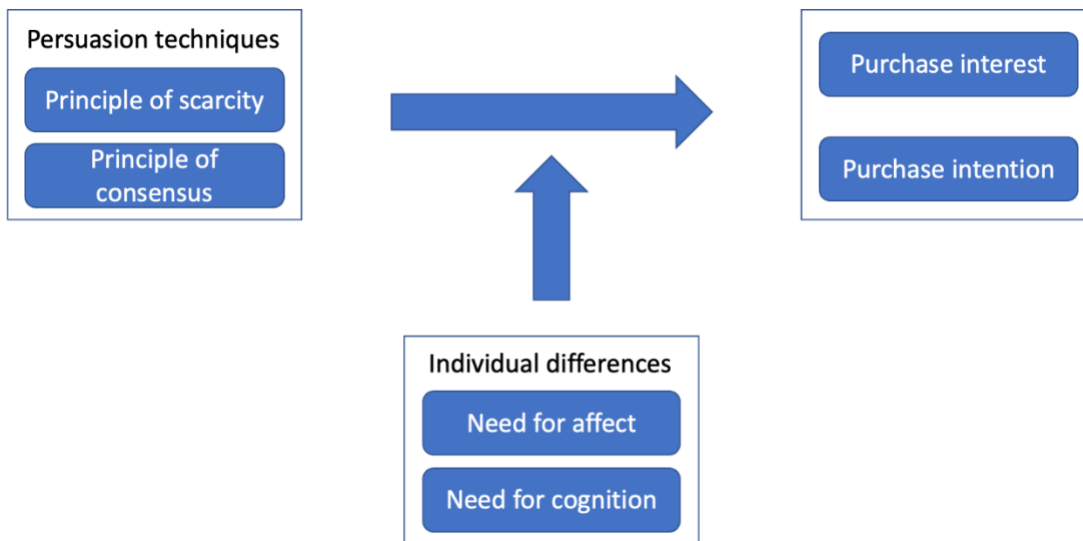 Persuasion techniques
Principle of scarcity
Principle of
consensus
Purchase interest
Purchase intention
Individual differences
Need for affect
Need for cognition